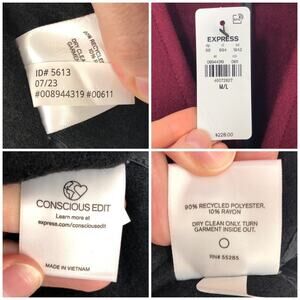 ID# 5613
07/23
#008944319 #00611
EXPRESS
08944319
M/L
$228.00
CONSCIOUS EDIT
Learn more at
express.com/consciousedit
MADE IN VIETNAM
90% RECYCLED POLYESTER,
10% RAYON
DRY CLEAN ONLY. TURN
GARMENT INSIDE OUT.
RN# 55285